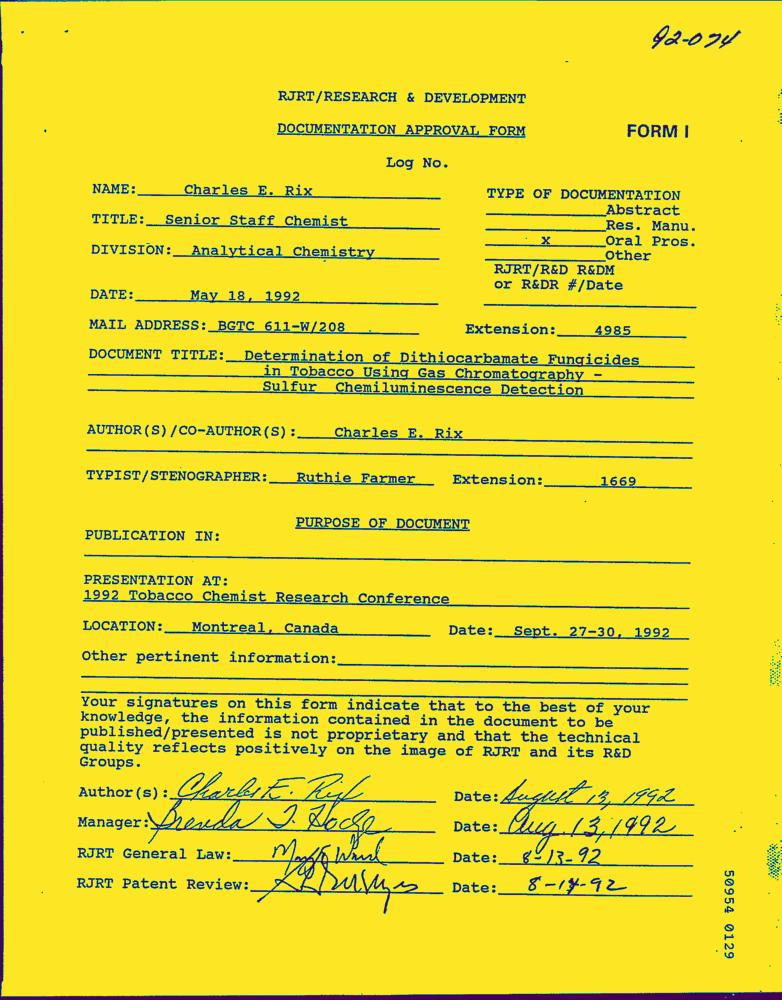 92-074
RJRT/RESEARCH & DEVELOPMENT
DOCUMENTATION APPROVAL FORM FORM I
Log No.
NAME: Charles E. Rix
TYPE OF DOCUMENTATION
TITLE: Senior Staff Chemist
Abstract
Res. Manu.
x Oral Pros.
DIVISION: Analytical Chemistry
Other
RJRT/R&D R&DM
or R&DR #/Date
DATE: May 18, 1992
MAIL ADDRESS: BGTC 611-W/208 Extension: 4985
DOCUMENT TITLE: Determination of Dithiocarbamate Fungicides
in Tobacco Using Gas Chromatography -
Sulfur Chemiluminescence Detection
AUTHOR(S)/CO-AUTHOR(S): Charles E. Rix
TYPIST/STENOGRAPHER: Ruthie Farmer Extension: 1669
PURPOSE OF DOCUMENT
PUBLICATION IN:
PRESENTATION AT:
1992 Tobacco Chemist Research Conference
LOCATION: Montreal, Canada Date: Sept. 27-30, 1992
Other pertinent information:
Your signatures on this form indicate that to the best of your
knowledge, the information contained in the document to be
published/presented is not proprietary and that the technical
quality reflects positively on the image of RJRT and its R&D
Groups.
Author(s): Charles E. Rix Date: August 13, 1992
Manager: Brenda J. Hodge Date: Aug. 13, 1992
RJRT General Law: Date: 8-13-92
RJRT Patent Review: Date: 8-14-92
50954 0129